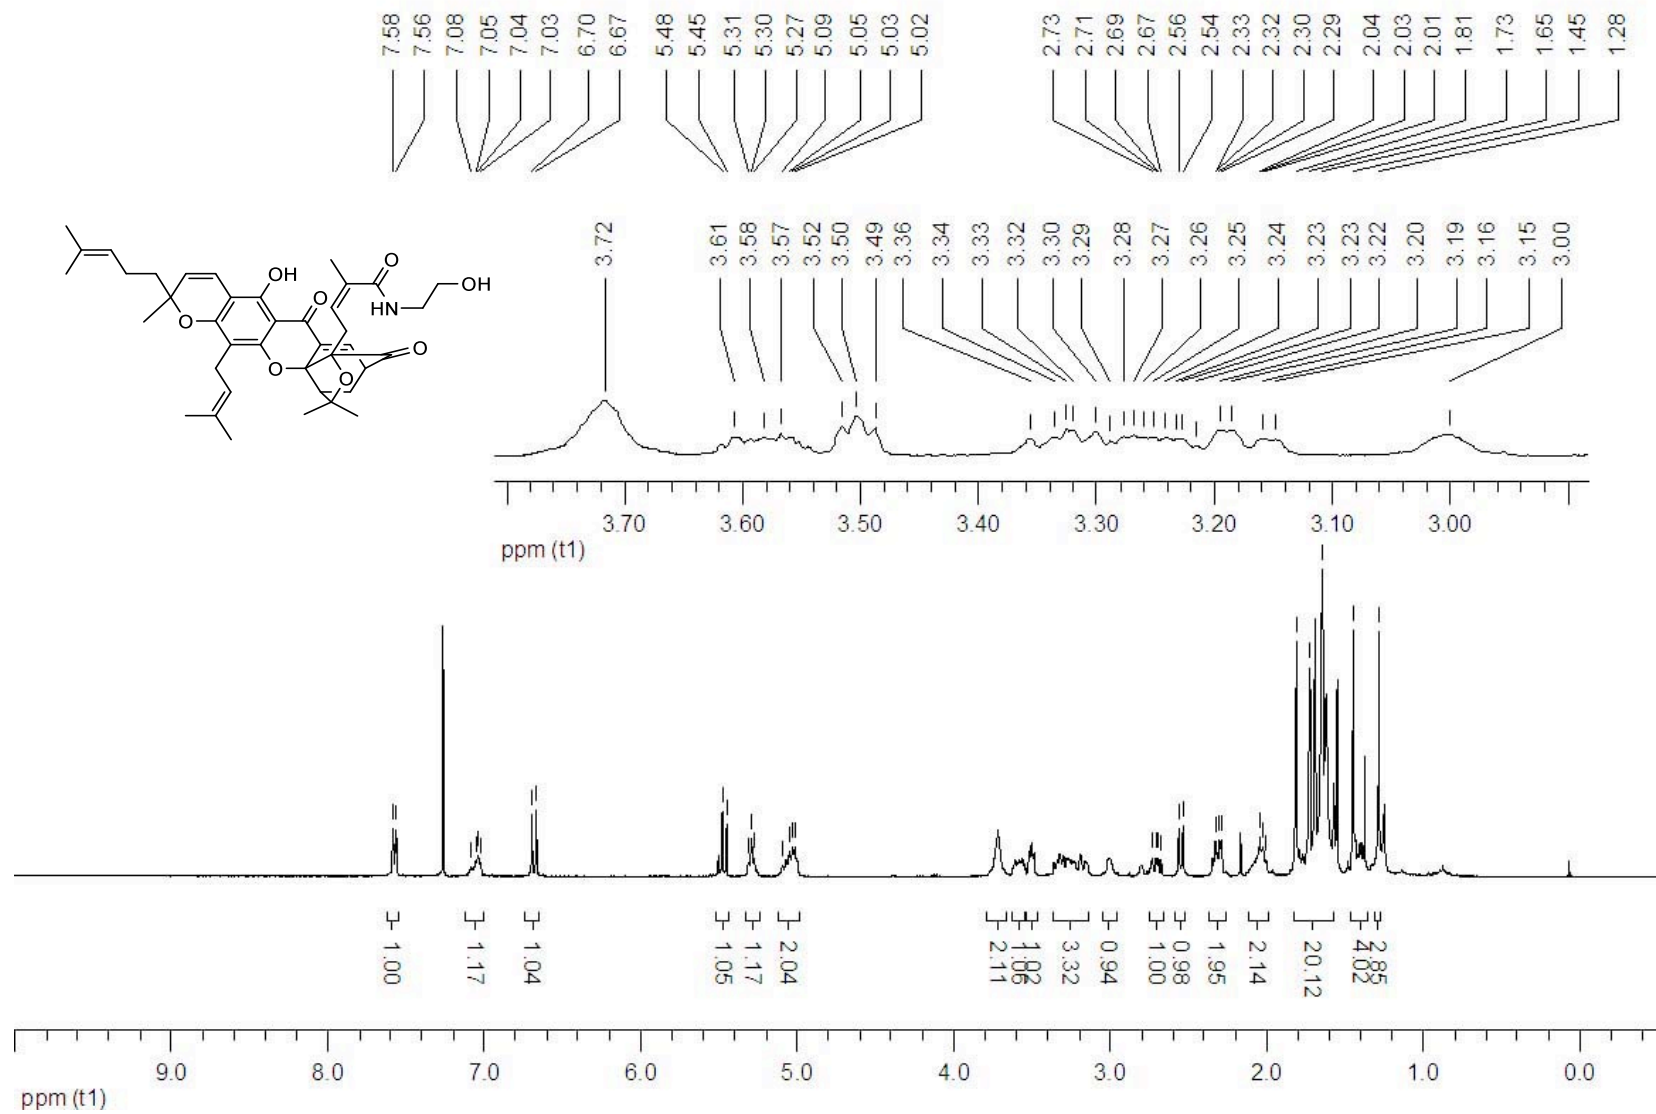 7.58 7.56 7.08 7.05 7.04 7.03 6.70 6.67 5.48 5.45 5.31 5.30 5.27 5.09 5.05 5.03 5.02 2.73 2.71 2.69 2.67 2.56 2.54 2.33 2.32 2.30 2.29 2.04 2.03 2.01 1.81 1.73 1.65 1.45 1.28
3.72 3.61 3.58 3.57 3.52 3.50 3.49 3.36 3.34 3.33 3.32 3.30 3.29 3.28 3.27 3.26 3.25 3.24 3.23 3.23 3.22 3.20 3.19 3.16 3.15 3.00
OH O O
HN OH
O O
O O
3.70 3.60 3.50 3.40 3.30 3.20 3.10 3.00
ppm (t1)
1.00 1.17 1.04 1.05 1.17 2.04 2.11 1.06 1.02 3.32 0.94 1.00 0.98 1.95 2.14 20.12 4.02 2.85
9.0 8.0 7.0 6.0 5.0 4.0 3.0 2.0 1.0 0.0
ppm (t1)